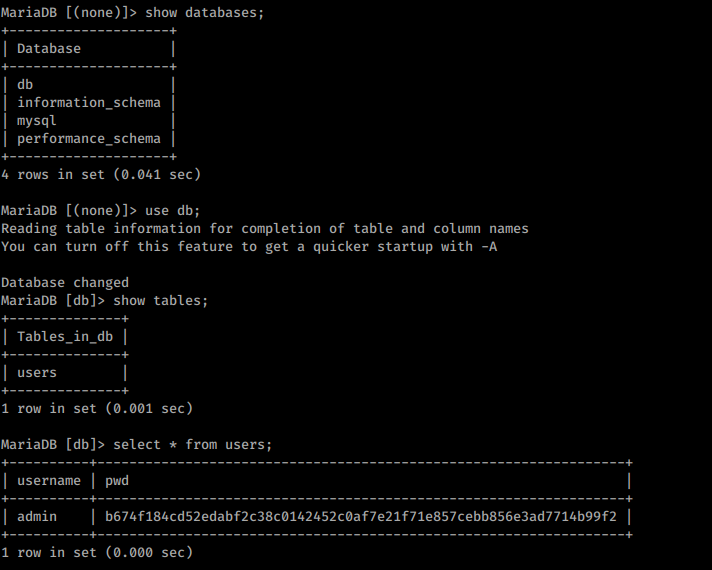 MariaDB [(none)]> show databases;
+--------------------+
| Database           |
+--------------------+
| db                 |
| information_schema |
| mysql              |
| performance_schema |
+--------------------+
4 rows in set (0.041 sec)
MariaDB [(none)]> use db;
Reading table information for completion of table and column names
You can turn off this feature to get a quicker startup with -A
Database changed
MariaDB [db]> show tables;
+--------------+
| Tables_in_db |
+--------------+
| users        |
+--------------+
1 row in set (0.001 sec)
MariaDB [db]> select * from users;
+----------+------------------------------------------------------------------+
| username | pwd                                                              |
+----------+------------------------------------------------------------------+
| admin    | b674f184cd52edabf2c38c0142452c0af7e21f71e857cebb856e3ad7714b99f2 |
+----------+------------------------------------------------------------------+
1 row in set (0.000 sec)